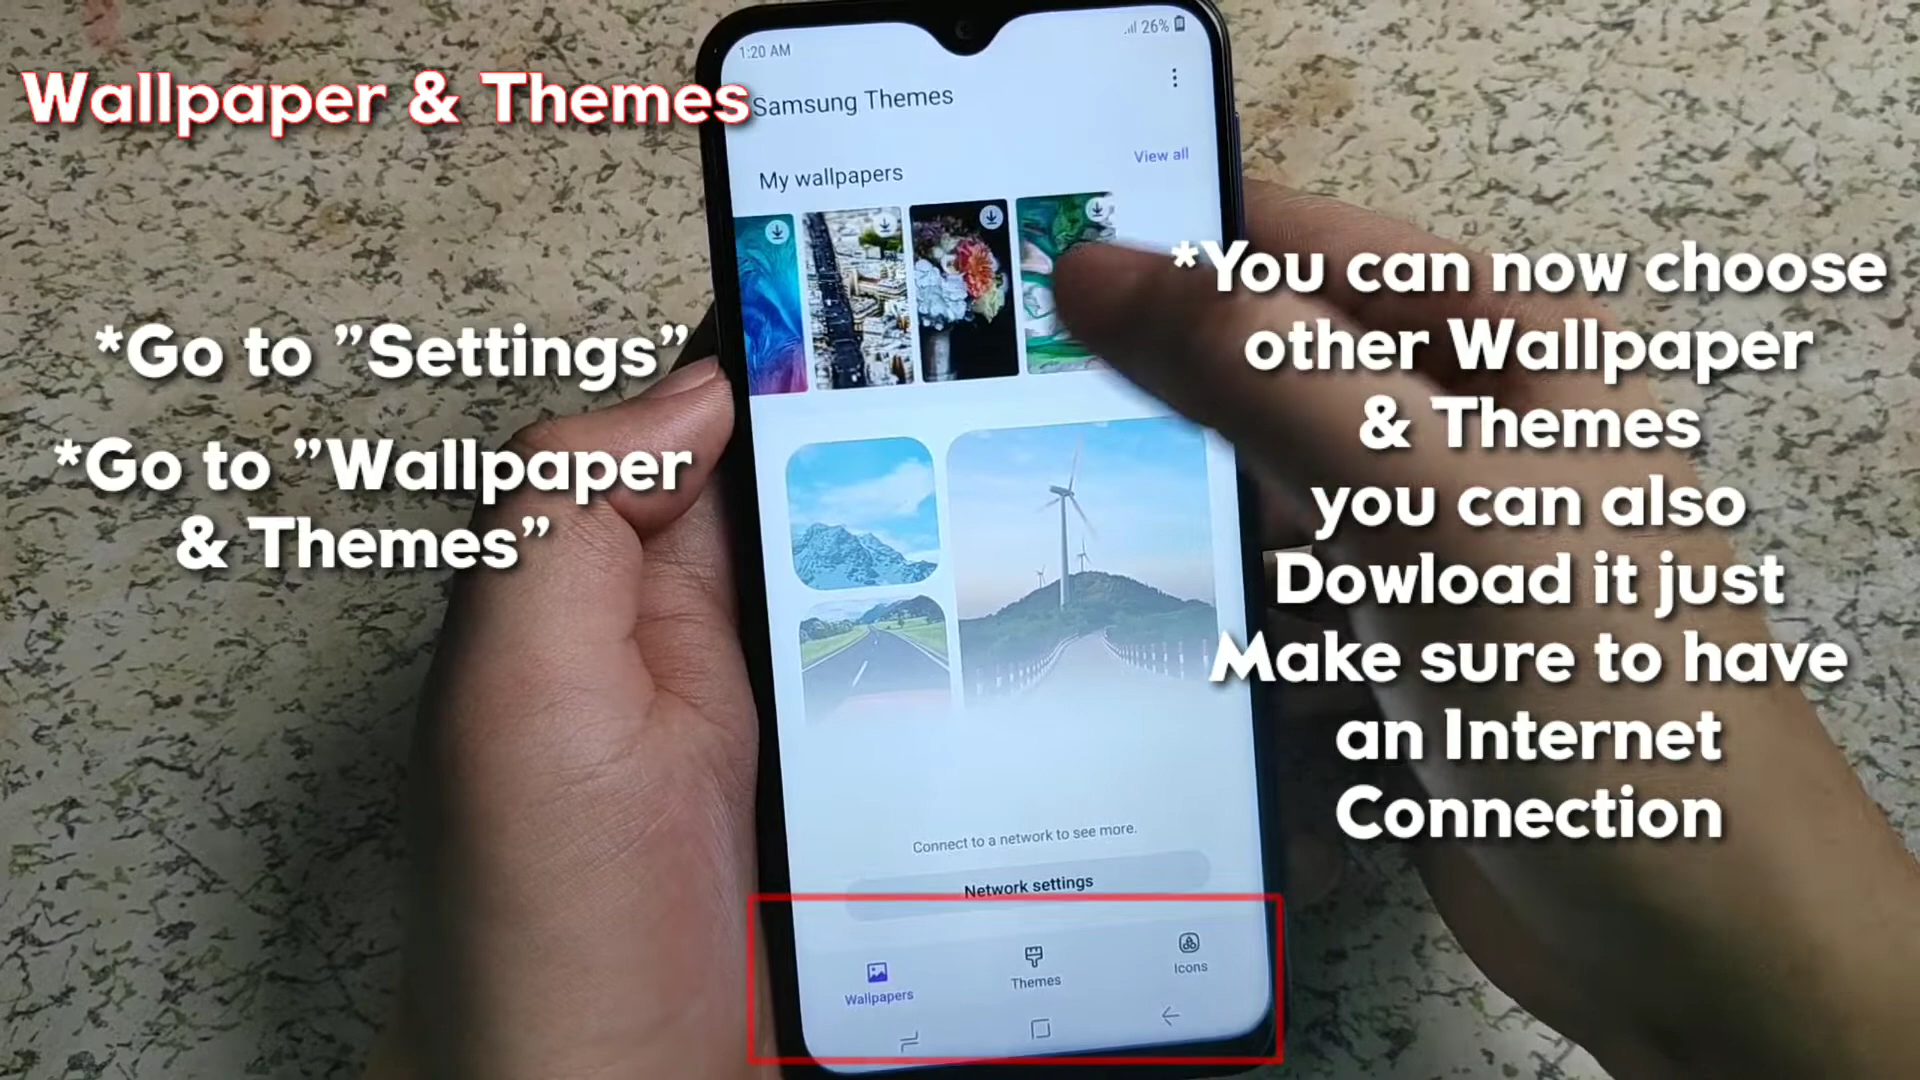 Wallpaper & Themes
*Go to ”Settings”
*Go to ”Wallpaper
& Themes”
1:20 AM
26%
Samsung Themes
My wallpapers
View all
Connect to a network to see more.
Network settings
Wallpapers
Themes
Icons
*You can now choose
other Wallpaper
& Themes
you can also
Dowload it just
Make sure to have
an Internet
Connection